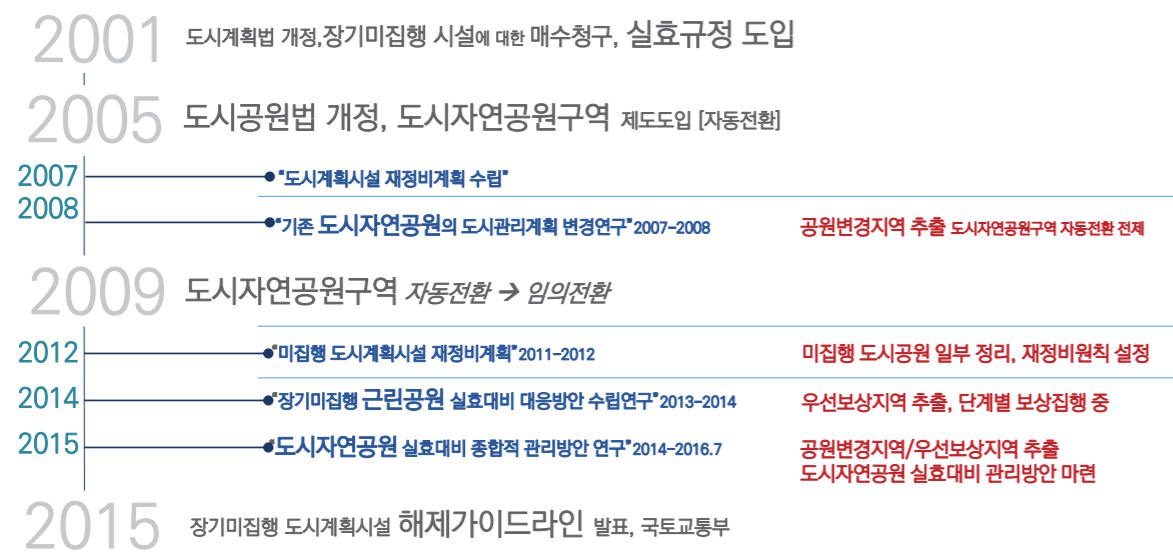 2001 도시계획법 개정,장기미집행 시설에 대한 매수청구, 실효규정 도입
2005 도시공원법 개정, 도시자연공원구역 제도도입 [자동전환]
2007 "도시계획시설 재정비계획 수립"
2008
"기존 도시자연공원의 도시관리계획 변경연구"2007-2008 공원변경지역 추출 도시자연공원구역 자동전환 전제
2009 도시자연공원구역 자동전환 → 임의전환
2012 "미집행 도시계획시설 재정비계획"2011-2012 미집행 도시공원 일부 정리, 재정비원칙 설정
2014 "장기미집행 근린공원 실효대비 대응방안 수립연구"2013-2014 우선보상지역 추출, 단계별 보상집행 중
2015 "도시자연공원 실효대비 종합적 관리방안 연구"2014-2016.7 공원변경지역/우선보상지역 추출
도시자연공원 실효대비 관리방안 마련
2015 장기미집행 도시계획시설 해제가이드라인 발표, 국토교통부